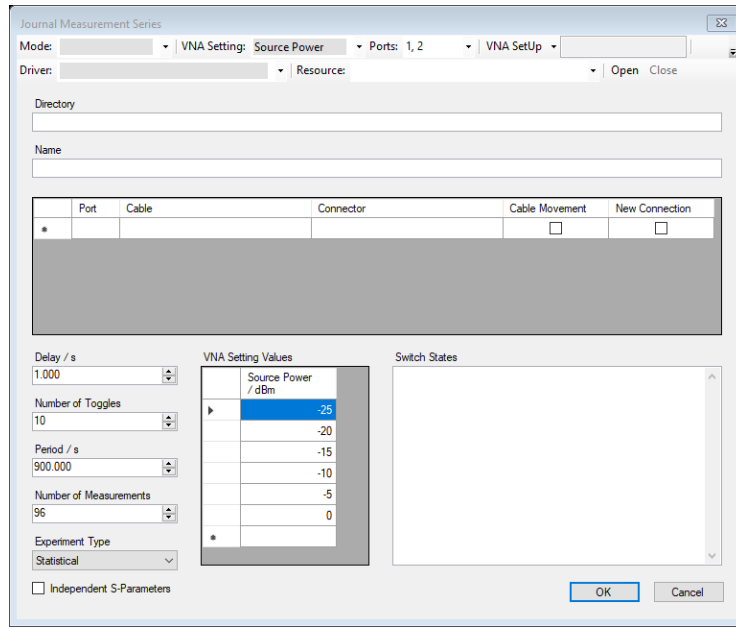 Journal Measurement Series
Mode: VNA Setting: Source Power Ports: 1, 2 VNA SetUp
Driver: Resource: Open Close
Directory
Name
Port Cable Connector Cable Movement New Connection
*
Delay / s VNA Setting Values Switch States
1.000
Source Power
/ dBm
Number of Toggles
-25
10
-20
Period / s
-15
900.000
-10
Number of Measurements
-5
96
0
Experiment Type
*
Statistical
Independent S-Parameters
OK Cancel